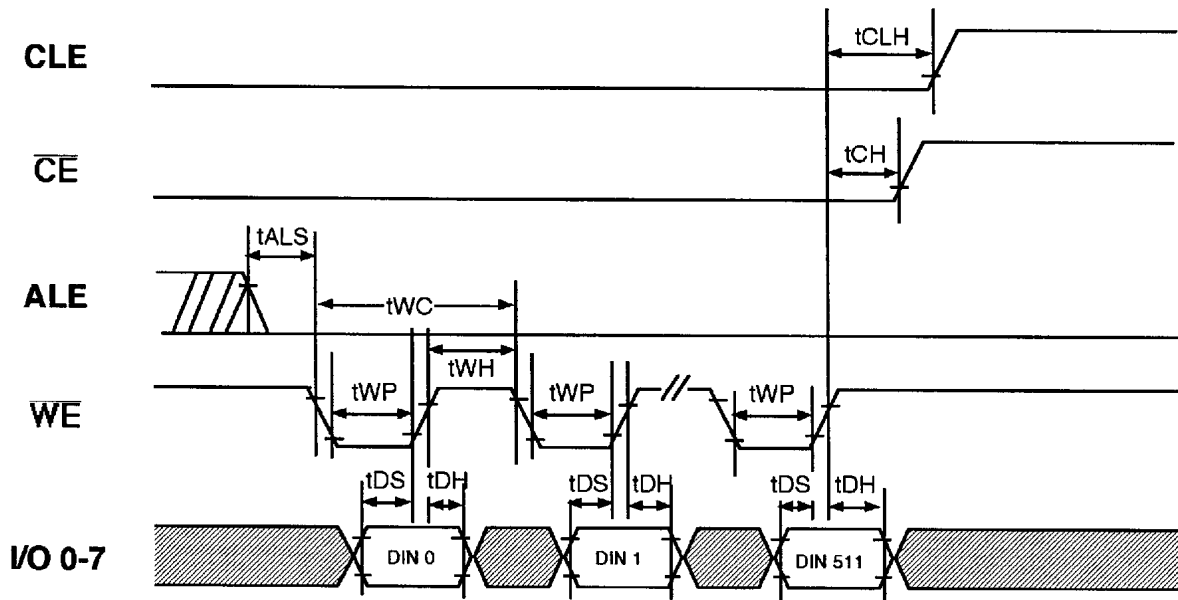 CLE
tCLH
CE
tCH
ALE
tALS
tWC
tWH
WE
tWP
tWP
tWP
tDS
tDH
tDS
tDH
tDS
tDH
I/O 0-7
DIN 0
DIN 1
DIN 511